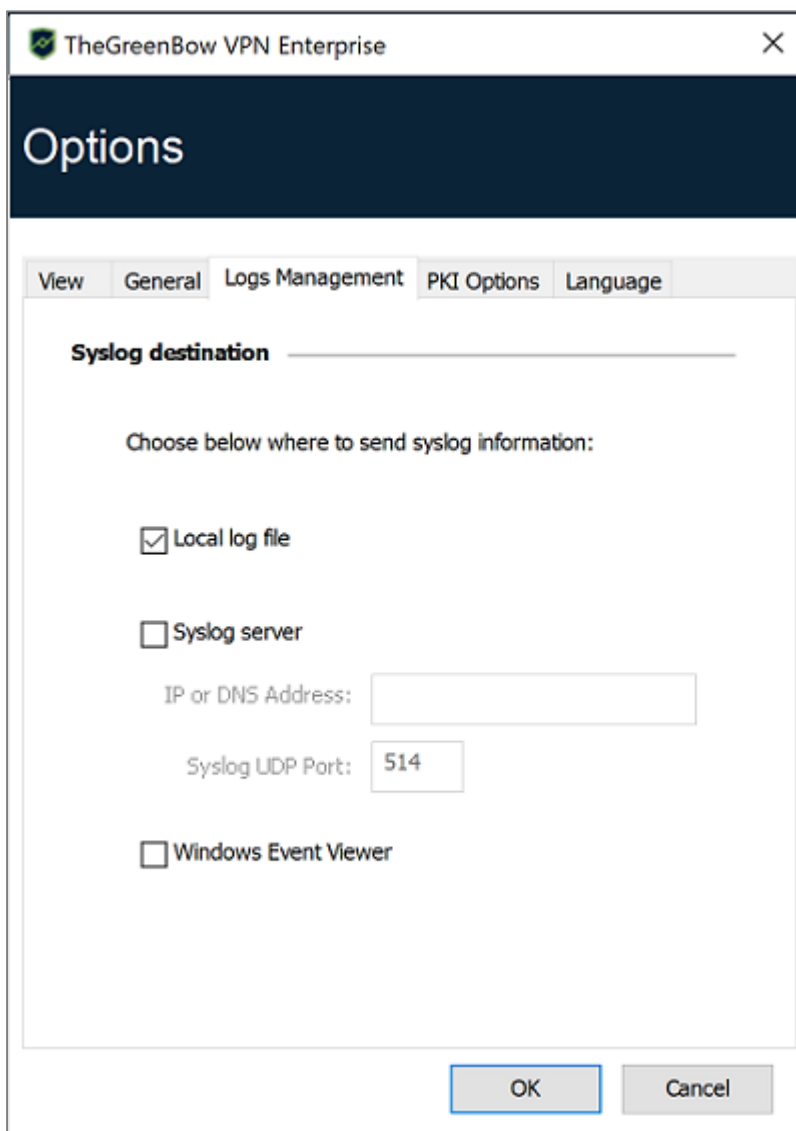 TheGreenBow VPN Enterprise
Options
View General Logs Management PKI Options Language
Syslog destination
Choose below where to send syslog information:
Local log file
Syslog server
IP or DNS Address:
Syslog UDP Port: 514
Windows Event Viewer
OK Cancel